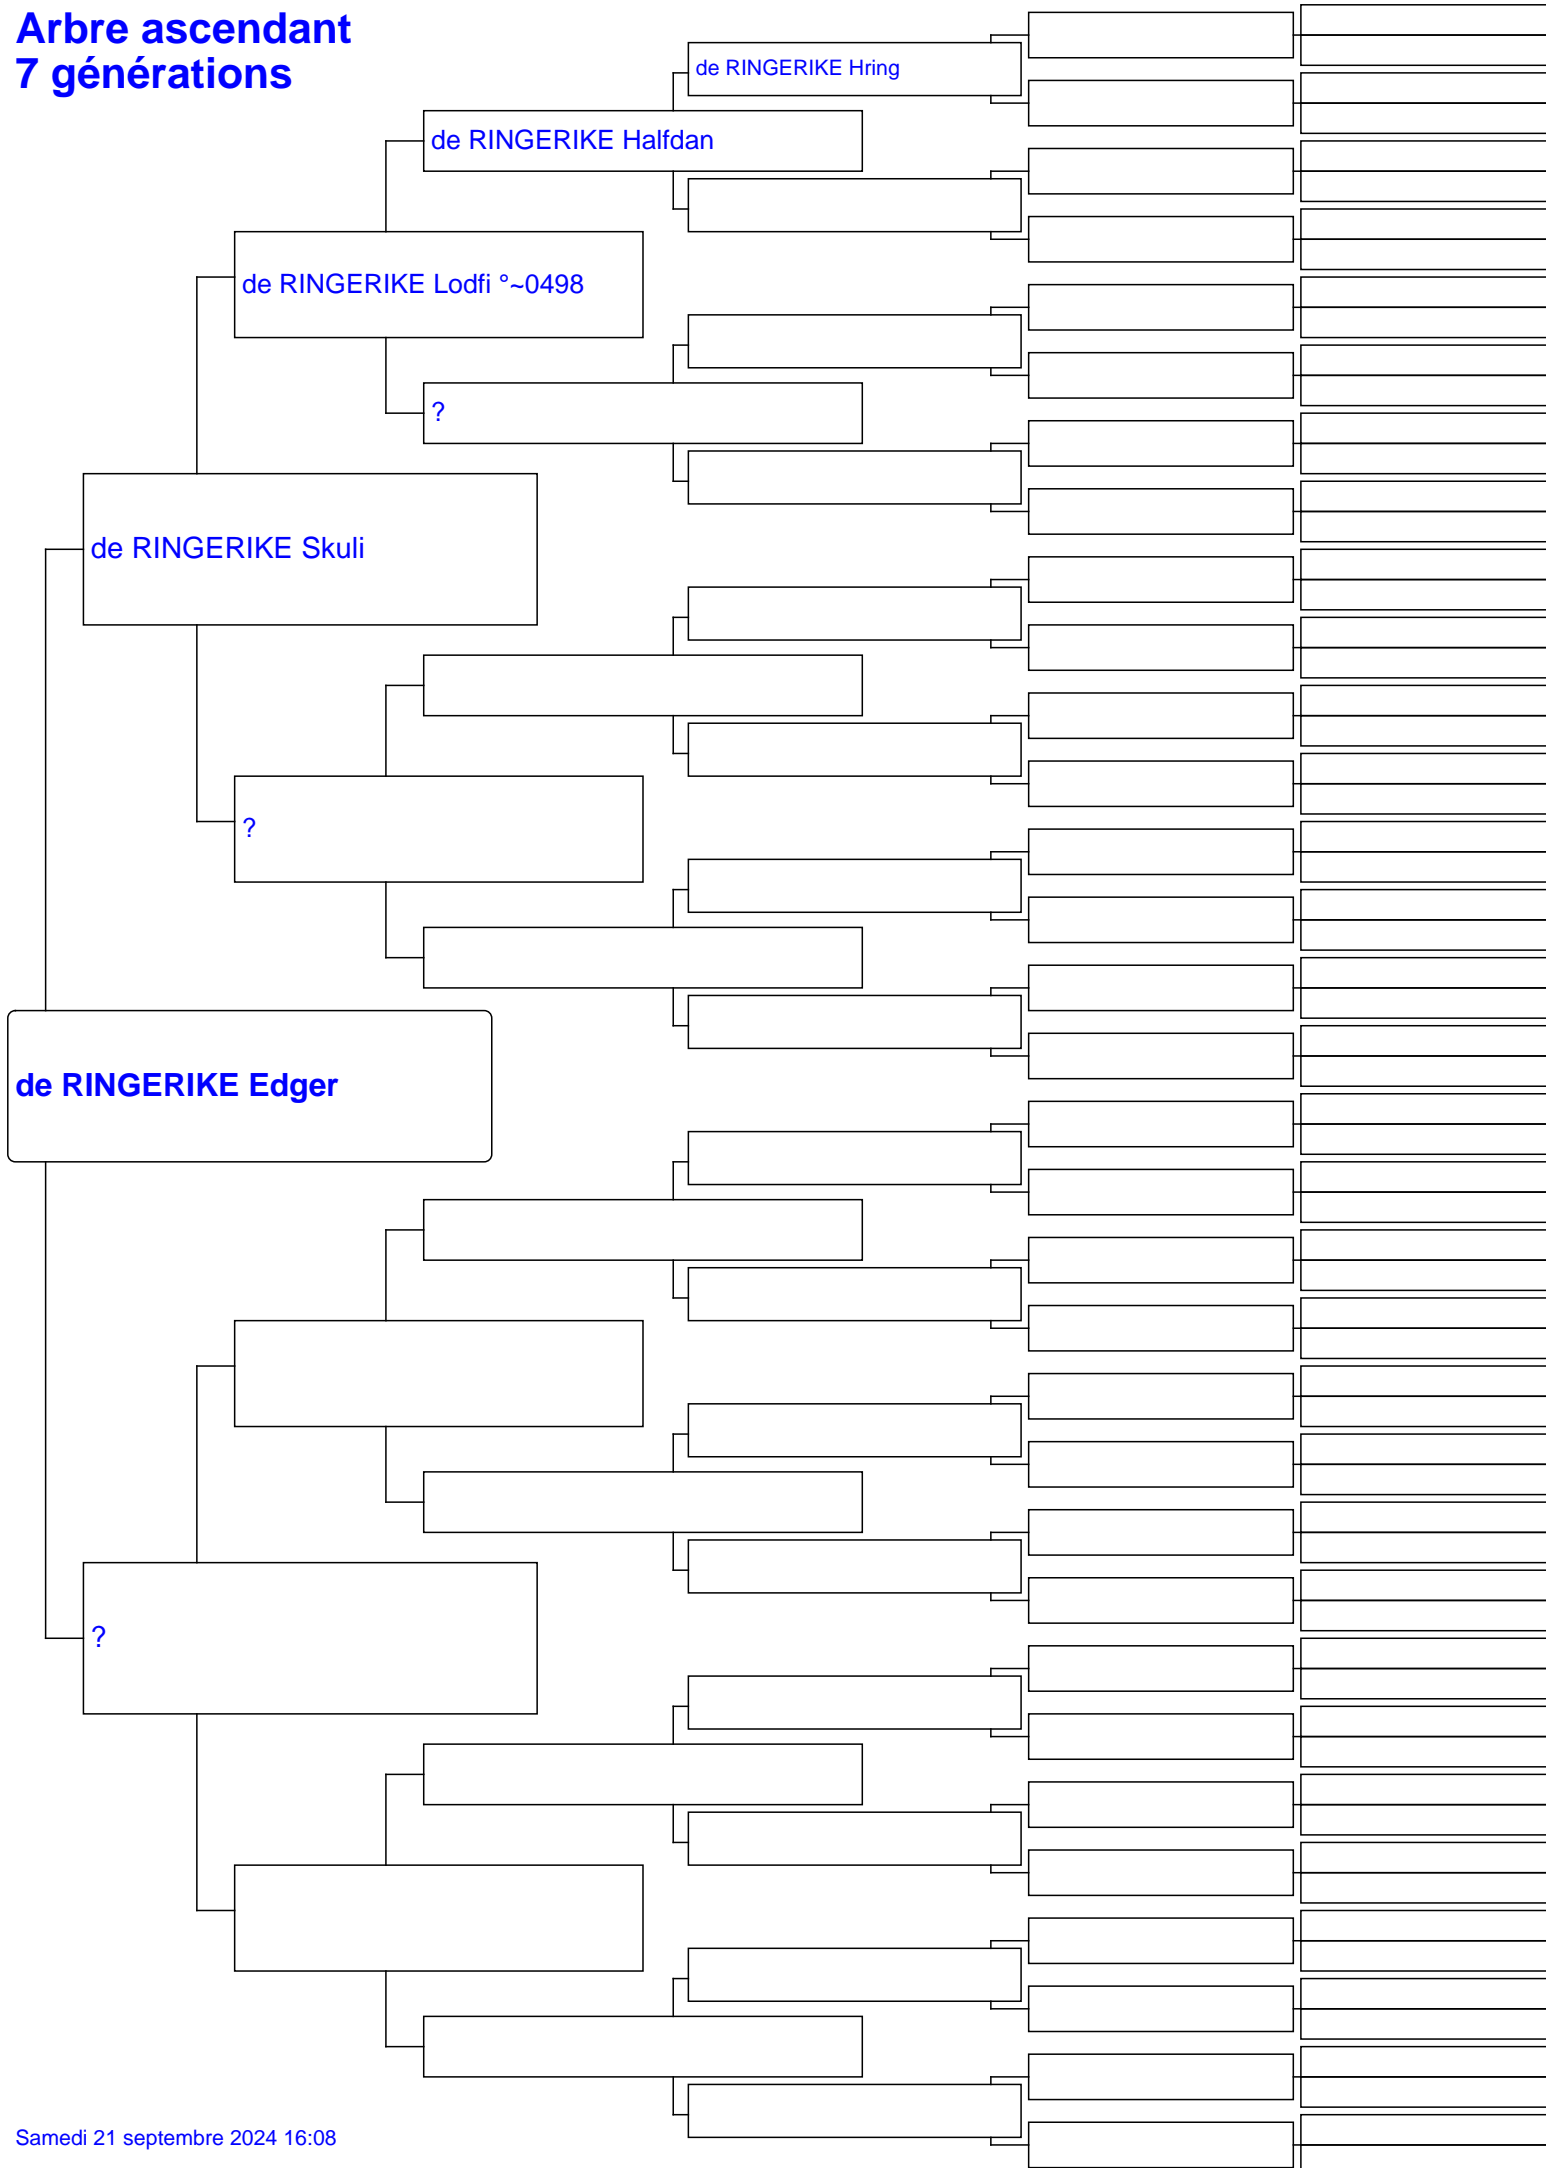 Arbre ascendant
7 générations
de RINGERIKE Hring
de RINGERIKE Halfdan
de RINGERIKE Lodfi °~0498
?
de RINGERIKE Skuli
?
de RINGERIKE Edger
?
Samedi 21 septembre 2024 16:08